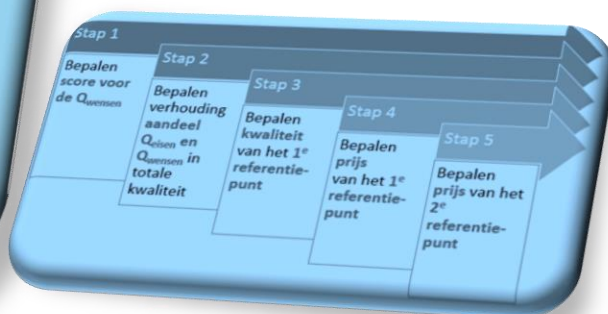 Stap 1
Bepalen
score voor
de Qwensen
Stap 2
Bepalen
verhouding
aandeel
Qeisen en
Qwensen in
totale
kwaliteit
Stap 3
Bepalen
kwaliteit
van het 1e
referentie-
punt
Stap 4
Bepalen
prijs
van het 1e
referentie-
punt
Stap 5
Bepalen
prijs van het
2e
referentie-
punt